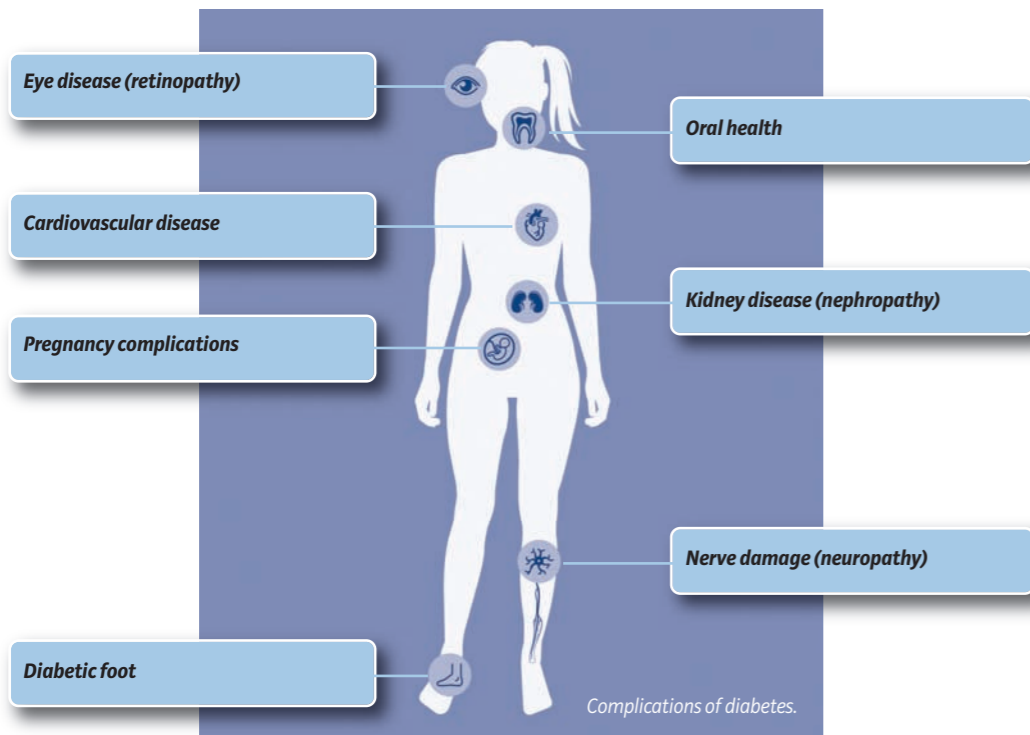 Eye disease (retinopathy)
Oral health
Cardiovascular disease
Kidney disease (nephropathy)
Pregnancy complications
Nerve damage (neuropathy)
Diabetic foot
Complications of diabetes.